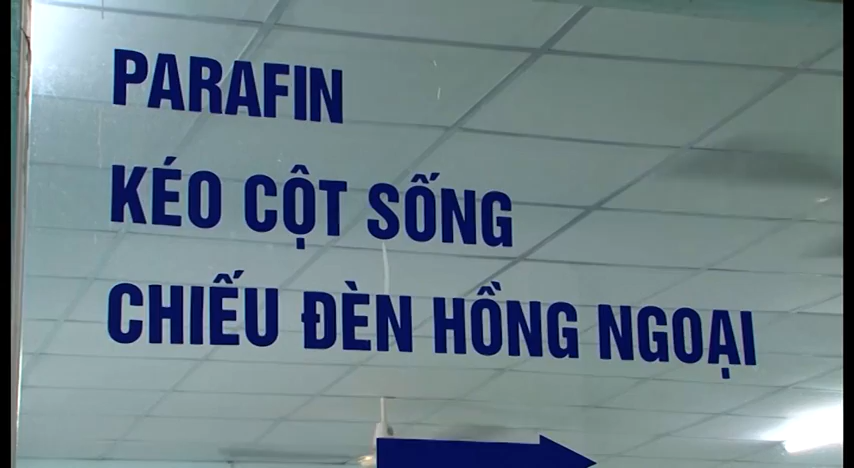 PARAFIN
KÉO CỘT SỐNG
CHIẾU ĐÈN HỒNG NGOẠI